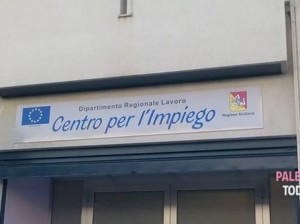 Dipartimento Regionale Lavoro
Centro per l'Impiego
Regione Siciliana
PALE
TOD